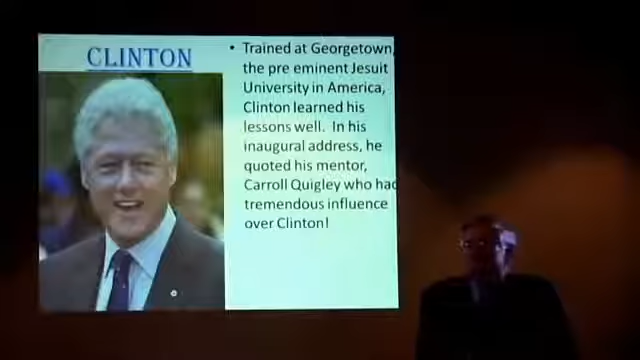 CLINTON
• Trained at Georgetown,
the pre eminent Jesuit
University in America,
Clinton learned his
lessons well. In his
inaugural address, he
quoted his mentor,
Carroll Quigley who had
tremendous influence
over Clinton!